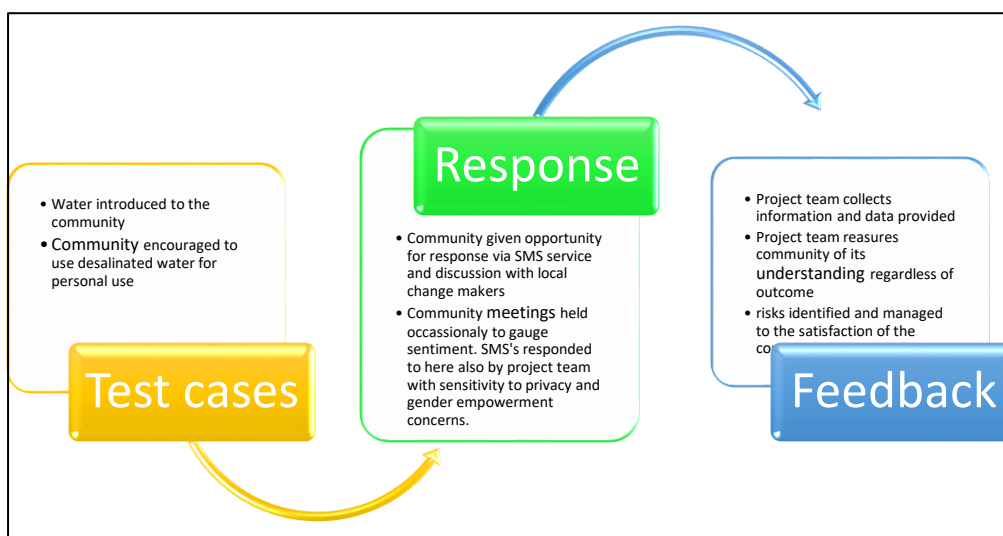 • Water introduced to the
community
• Community encouraged to
use desalinated water for
personal use
Test cases
Response
• Community given opportunity
for response via SMS service
and discussion with local
change makers
• Community meetings held
occassionaly to gauge
sentiment. SMS's responded
to here also by project team
with sensitivity to privacy and
gender empowerment
concerns.
• Project team collects
information and data provided
• Project team reasures
community of its
understanding regardless of
outcome
• risks identified and managed
to the satisfaction of the
Feedback